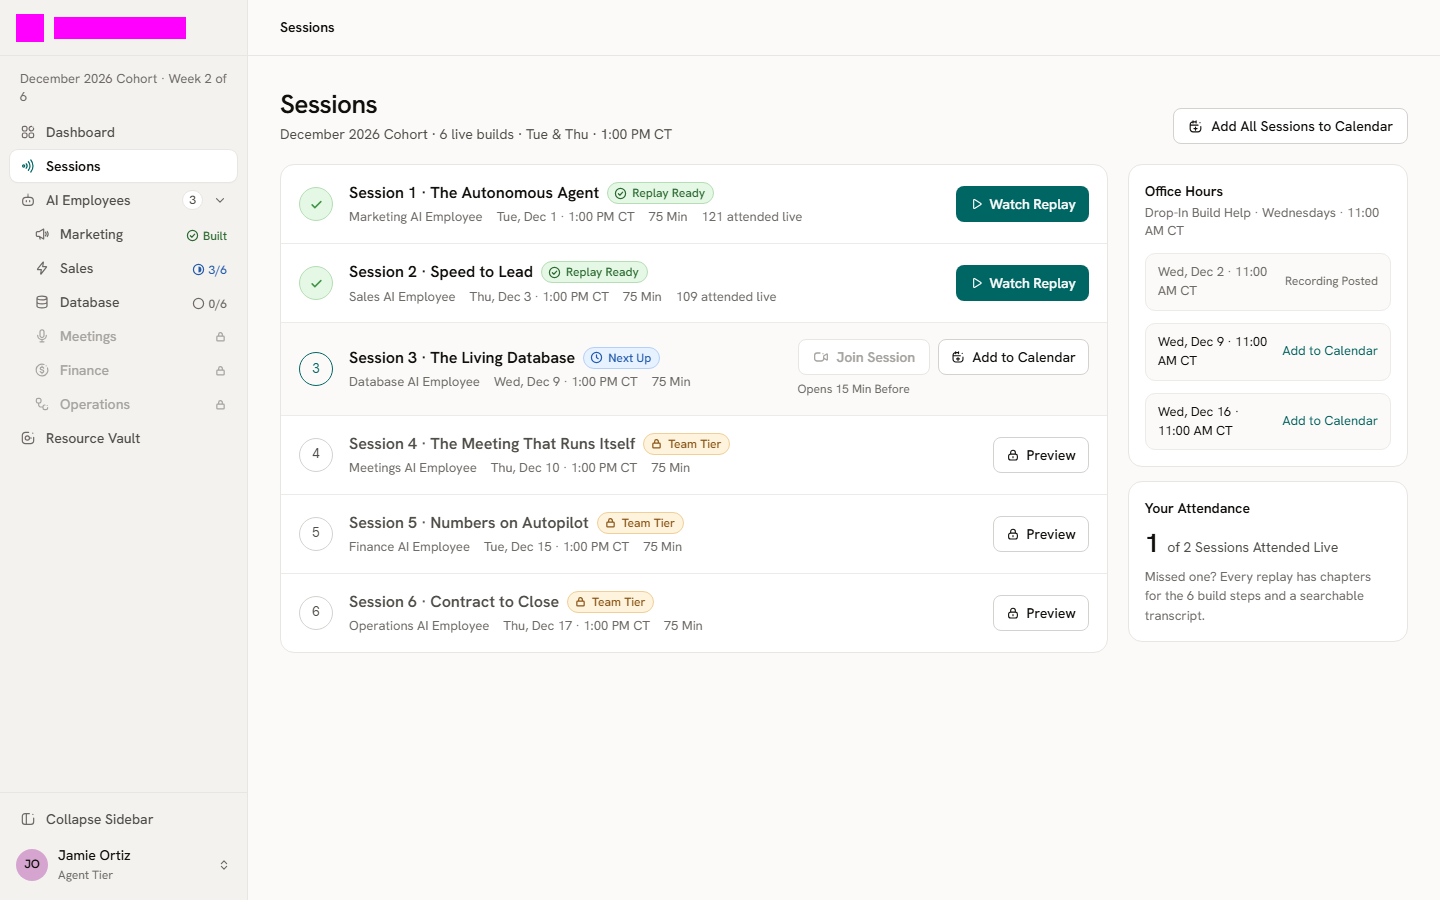 Sessions
December 2026 Cohort · Week 2 of
6
Dashboard
Sessions
AI Employees 3
Marketing Built
Sales 3/6
Database 0/6
Meetings
Finance
Operations
Resource Vault
Collapse Sidebar
JO
Jamie Ortiz
Agent Tier
Sessions
December 2026 Cohort · 6 live builds · Tue & Thu · 1:00 PM CT
Add All Sessions to Calendar
Session 1 · The Autonomous Agent Replay Ready
Marketing AI Employee Tue, Dec 1 · 1:00 PM CT 75 Min 121 attended live
Watch Replay
Session 2 · Speed to Lead Replay Ready
Sales AI Employee Thu, Dec 3 · 1:00 PM CT 75 Min 109 attended live
Watch Replay
3
Session 3 · The Living Database Next Up
Database AI Employee Wed, Dec 9 · 1:00 PM CT 75 Min
Join Session
Add to Calendar
Opens 15 Min Before
4
Session 4 · The Meeting That Runs Itself Team Tier
Meetings AI Employee Thu, Dec 10 · 1:00 PM CT 75 Min
Preview
5
Session 5 · Numbers on Autopilot Team Tier
Finance AI Employee Tue, Dec 15 · 1:00 PM CT 75 Min
Preview
6
Session 6 · Contract to Close Team Tier
Operations AI Employee Thu, Dec 17 · 1:00 PM CT 75 Min
Preview
Office Hours
Drop-In Build Help · Wednesdays · 11:00
AM CT
Wed, Dec 2 · 11:00
AM CT
Recording Posted
Wed, Dec 9 · 11:00
AM CT
Add to Calendar
Wed, Dec 16 ·
11:00 AM CT
Add to Calendar
Your Attendance
1 of 2 Sessions Attended Live
Missed one? Every replay has chapters
for the 6 build steps and a searchable
transcript.